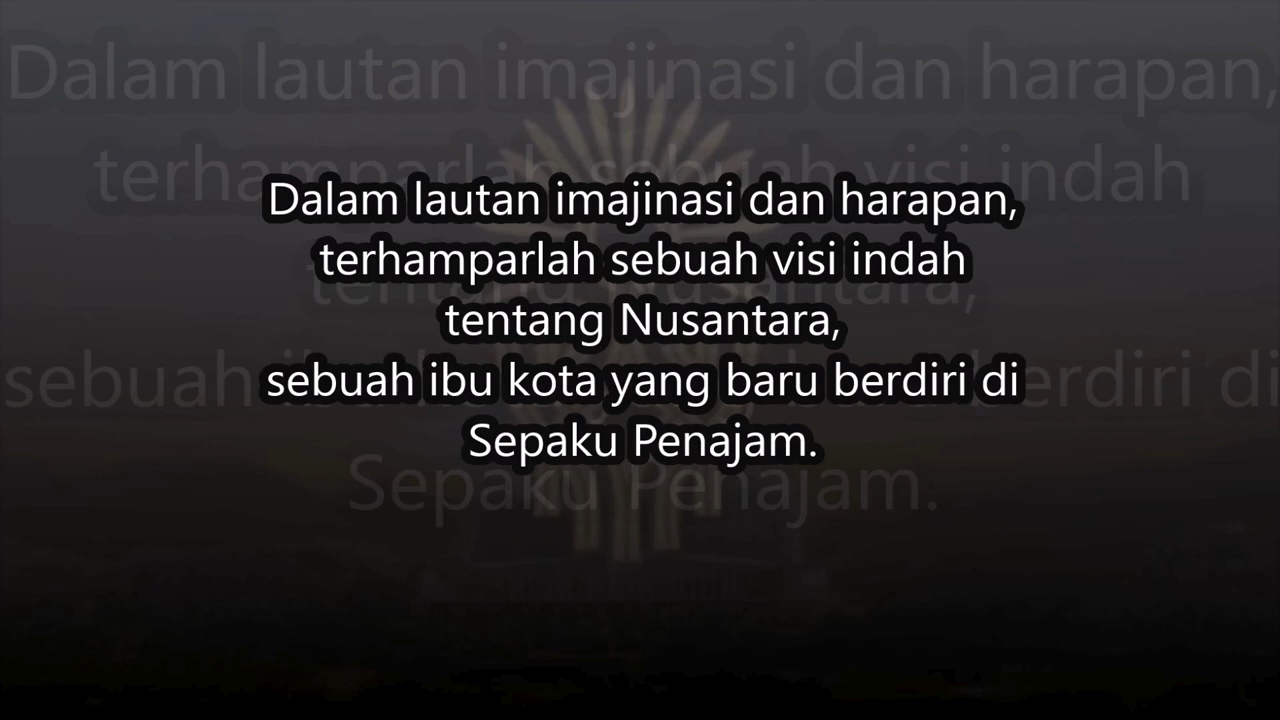 Dalam lautan imajinasi dan harapan,
terhamparlah sebuah visi indah
tentang Nusantara,
sebuah ibu kota yang baru berdiri di
Sepaku Penajam.